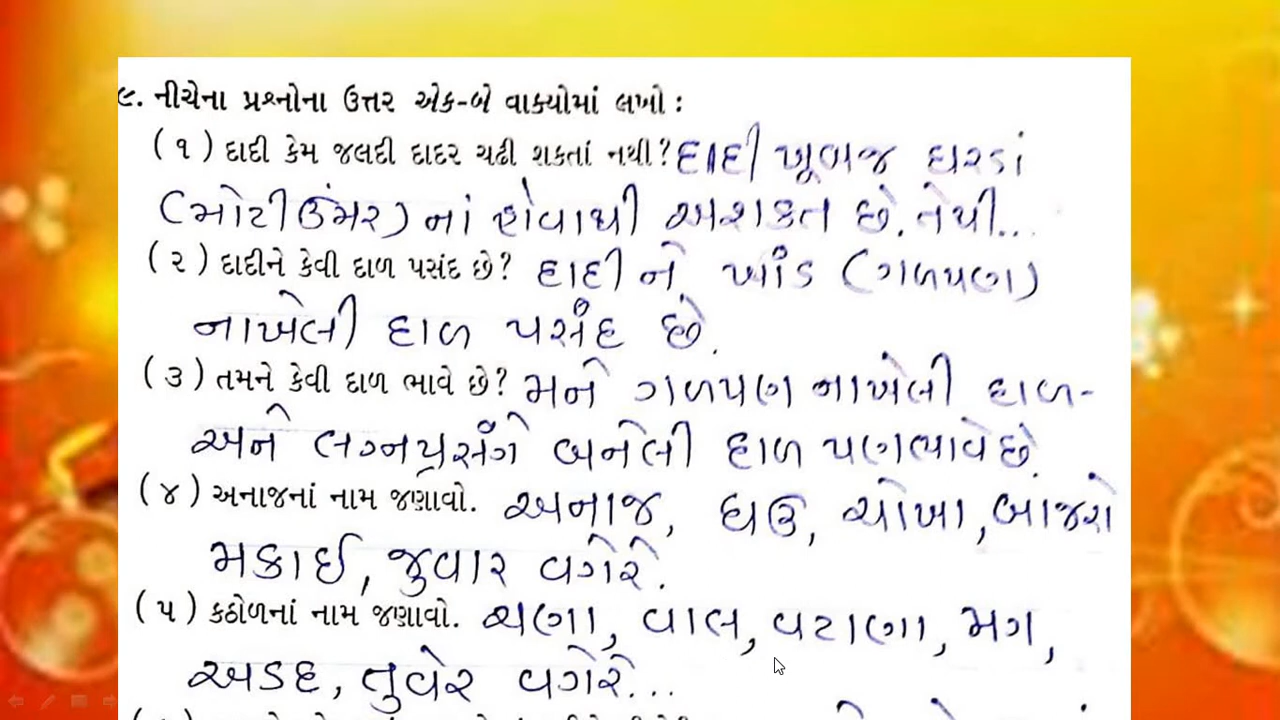 ૯. નીચેના પ્રશ્નોના ઉત્તર એક-બે વાક્યોમાં લખો :
(૧) દાદી કેમ જલદી દાદર ચઢી શકતાં નથી? દાદી ખૂબજ ઘરડાં
(મોટી ઉંમર) નાં હોવાથી અશકત છે. તેથી...
(૨) દાદીને કેવી દાળ પસંદ છે? દાદી ને ખાંડ (ગળપણ)
નાખેલી દાળ પસંદ છે.
(૩) તમને કેવી દાળ ભાવે છે? મને ગળપણ નાખેલી દાળ-
અને લગ્નપ્રસંગે બનેલી દાળ પણ ભાવે છે.
(૪) અનાજનાં નામ જણાવો. અનાજ, ઘઉ, ચોખા, બાજરો
મકાઈ, જુવાર વગેરે.
(૫) કઠોળનાં નામ જણાવો. ચણા, વાલ, વટાણા, મગ,
અડદ, તુવેર વગેરે...